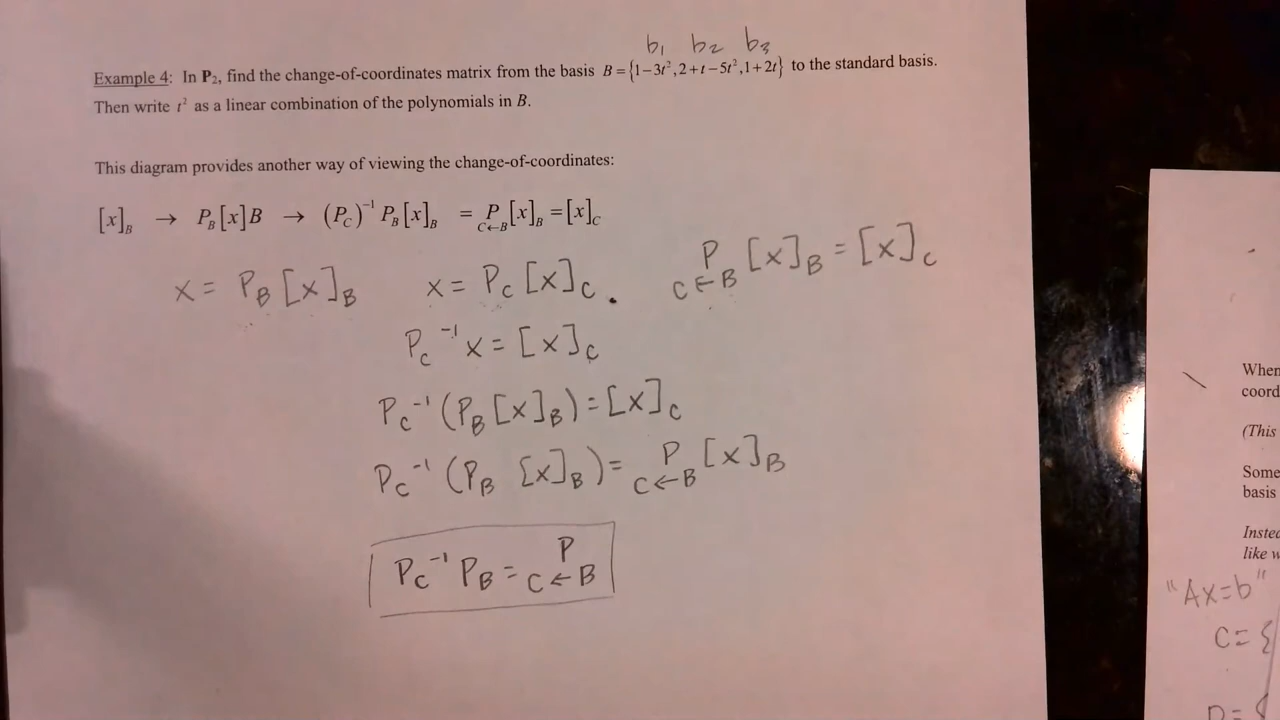 b₁ b₂ b₃
Example 4: In P₂, find the change-of-coordinates matrix from the basis B = {1−3t², 2+t−5t², 1+2t} to the standard basis.
Then write t² as a linear combination of the polynomials in B.
This diagram provides another way of viewing the change-of-coordinates:
[x]_B → P_B[x]B → (P_C)⁻¹ P_B[x]_B = P_{C←B}[x]_B = [x]_C
x = P_B [x]_B x = P_C [x]_C . P_{C←B} [x]_B = [x]_C
P_C⁻¹ x = [x]_C
P_C⁻¹ (P_B [x]_B) = [x]_C
P_C⁻¹ (P_B [x]_B) = P_{C←B} [x]_B
P_C⁻¹ P_B = P_{C←B}
When
coord
(This
Some
basis
Instea
like w
"Ax=b"
C = {